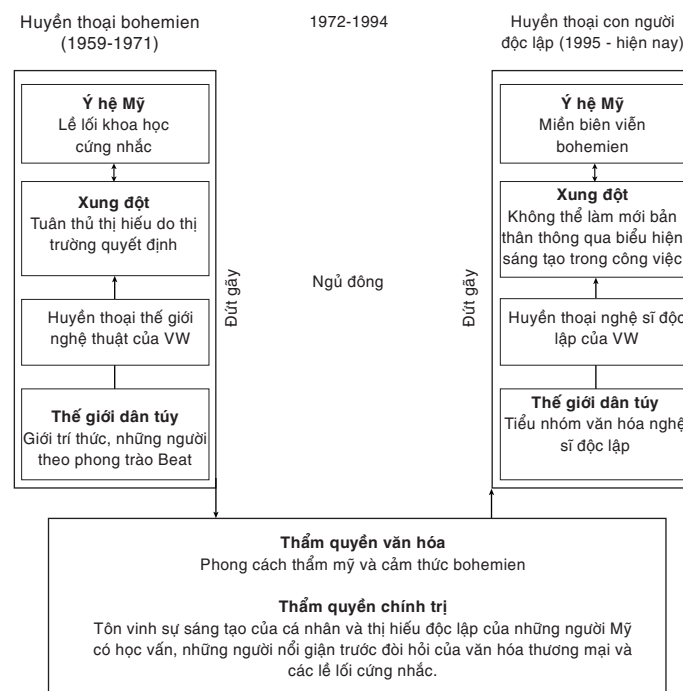 Huyền thoại bohemien
(1959-1971)
1972-1994
Huyền thoại con người
độc lập (1995 - hiện nay)
Ý hệ Mỹ
Lề lối khoa học
cứng nhắc
Xung đột
Tuân thủ thị hiếu do thị
trường quyết định
Huyền thoại thế giới
nghệ thuật của VW
Thế giới dân túy
Giới trí thức, những người
theo phong trào Beat
Đứt gãy
Ngủ đông
Đứt gãy
Ý hệ Mỹ
Miền biên viễn
bohemien
Xung đột
Không thể làm mới bản
thân thông qua biểu hiện
sáng tạo trong công việc
Huyền thoại nghệ sĩ độc
lập của VW
Thế giới dân túy
Tiểu nhóm văn hóa nghệ
sĩ độc lập
Thẩm quyền văn hóa
Phong cách thẩm mỹ và cảm thức bohemien
Thẩm quyền chính trị
Tôn vinh sự sáng tạo của cá nhân và thị hiếu độc lập của những người Mỹ
có học vấn, những người nổi giận trước đòi hỏi của văn hóa thương mại và
các lề lối cứng nhắc.